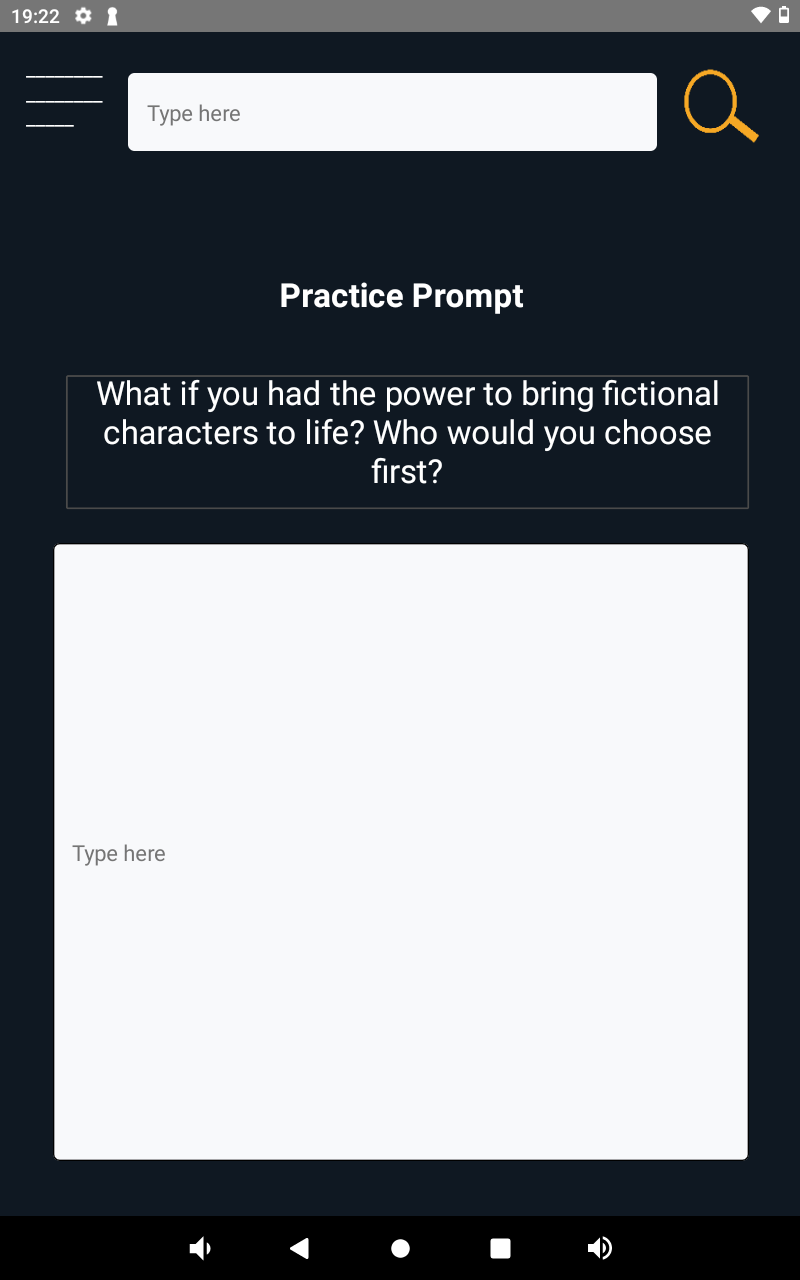 19:22
Type here
Practice Prompt
What if you had the power to bring fictional
characters to life? Who would you choose
first?
Type here